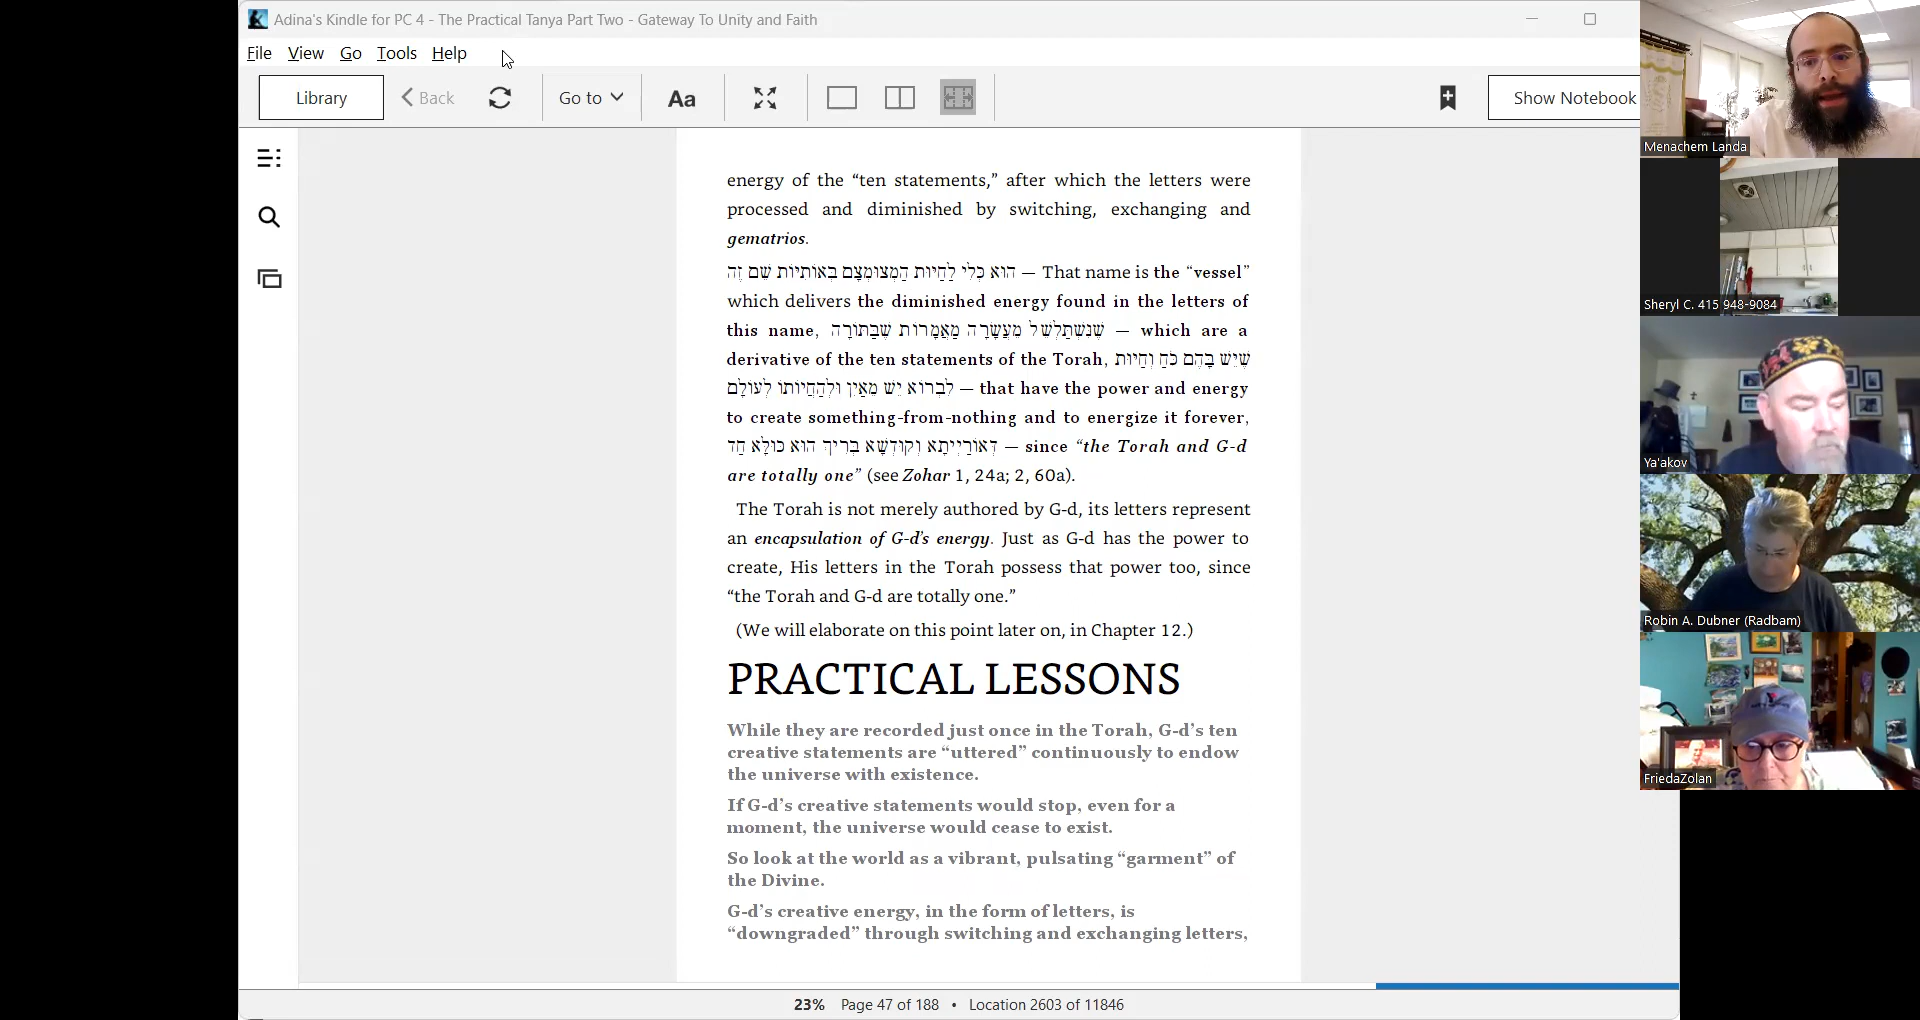 Adina's Kindle for PC 4 - The Practical Tanya Part Two - Gateway To Unity and Faith
File View Go Tools Help
Library Back Go to Aa Show Notebook
energy of the “ten statements,” after which the letters were
processed and diminished by switching, exchanging and
gematrios.
הוּא כְּלִי לַחַיּוּת הַמְצוּמְצָם בְּאוֹתִיּוֹת שֵׁם זֶה — That name is the “vessel”
which delivers the diminished energy found in the letters of
this name, שֶׁנִּשְׁתַּלְשֵׁל מֵעֲשָׂרָה מַאֲמָרוֹת שֶׁבַּתּוֹרָה — which are a
derivative of the ten statements of the Torah, שֶׁיֵּשׁ בָּהֶם כֹּחַ וְחַיּוּת
לִבְרוֹא יֵשׁ מֵאַיִן וּלְהַחֲיוֹתוֹ לְעוֹלָם — that have the power and energy
to create something-from-nothing and to energize it forever,
דְּאוֹרַיְיתָא וְקוּדְשָׁא בְּרִיךְ הוּא כּוּלָּא חַד — since “the Torah and G-d
are totally one” (see Zohar 1, 24a; 2, 60a).
The Torah is not merely authored by G-d, its letters represent
an encapsulation of G-d’s energy. Just as G-d has the power to
create, His letters in the Torah possess that power too, since
“the Torah and G-d are totally one.”
(We will elaborate on this point later on, in Chapter 12.)
PRACTICAL LESSONS
While they are recorded just once in the Torah, G-d’s ten
creative statements are “uttered” continuously to endow
the universe with existence.
If G-d’s creative statements would stop, even for a
moment, the universe would cease to exist.
So look at the world as a vibrant, pulsating “garment” of
the Divine.
G-d’s creative energy, in the form of letters, is
“downgraded” through switching and exchanging letters,
23% Page 47 of 188 • Location 2603 of 11846
Menachem Landa
Sheryl C. 415 948-9084
Ya'akov
Robin A. Dubner (Radbam)
FriedaZolan